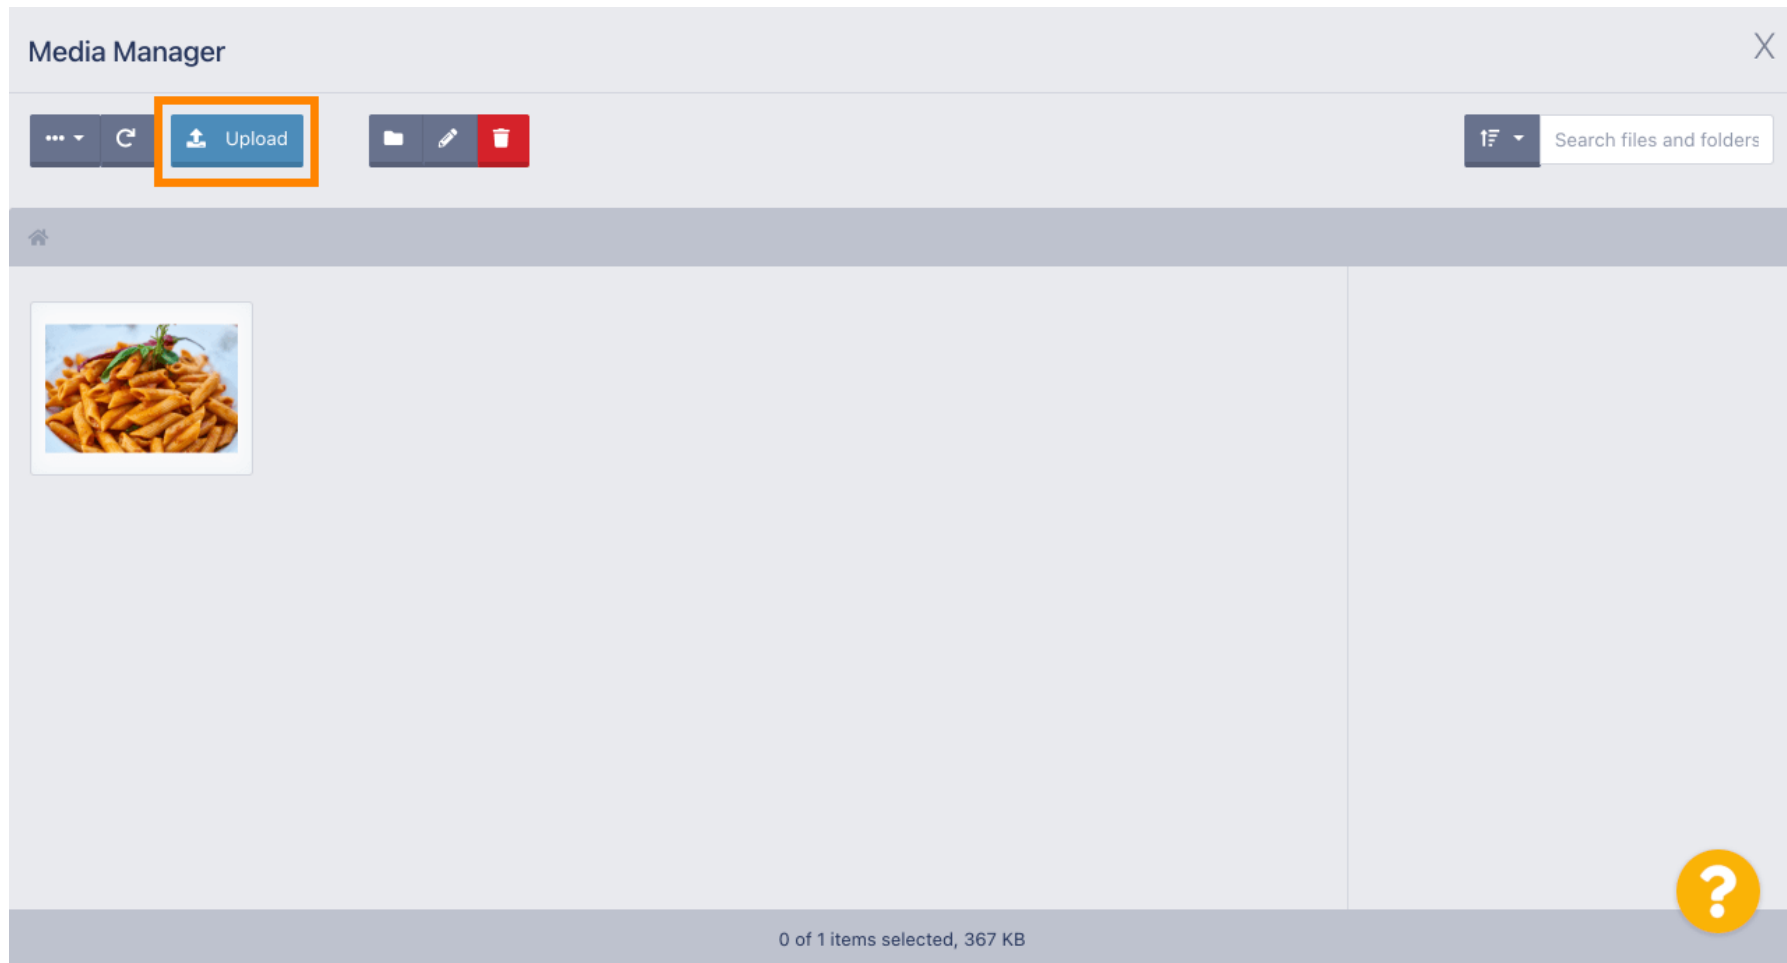 Media Manager
X
Upload
Search files and folders
0 of 1 items selected, 367 KB
?